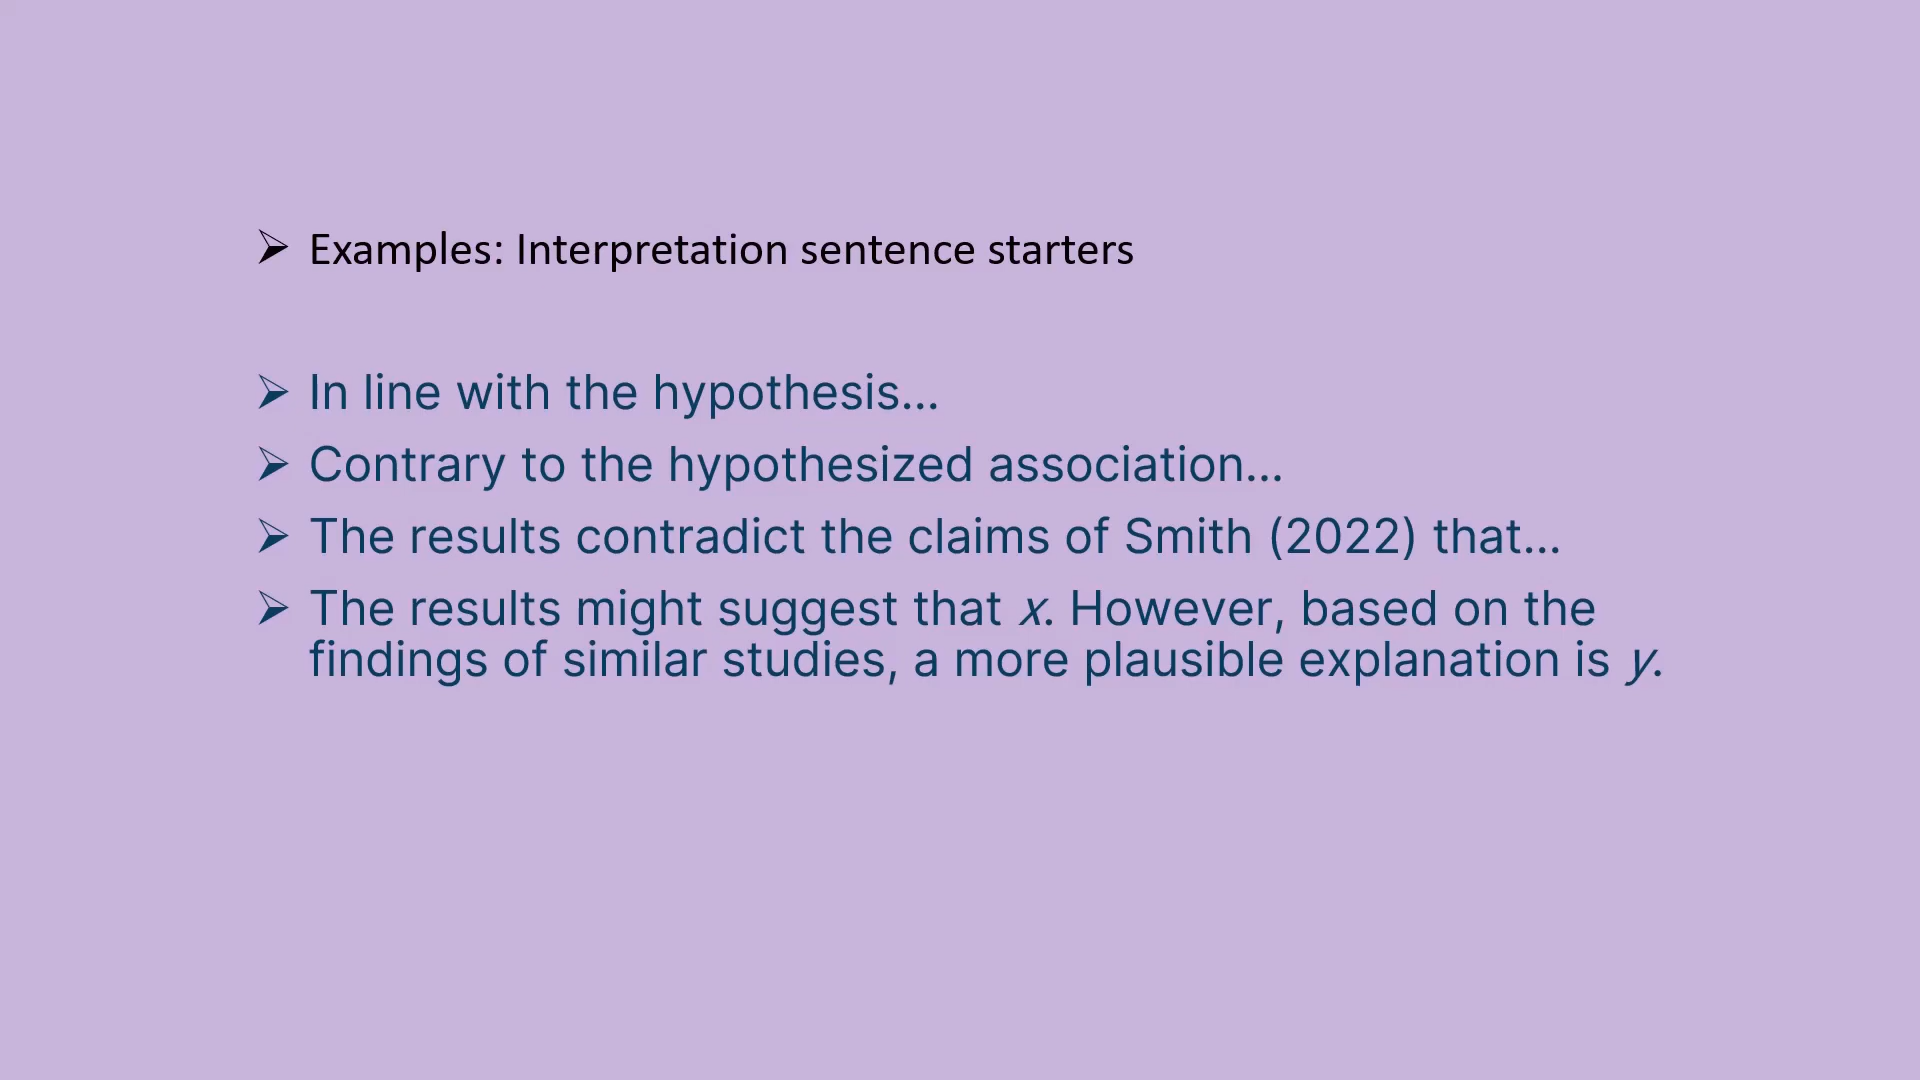 ➢ Examples: Interpretation sentence starters
➢ In line with the hypothesis…
➢ Contrary to the hypothesized association…
➢ The results contradict the claims of Smith (2022) that…
➢ The results might suggest that x. However, based on the
findings of similar studies, a more plausible explanation is y.